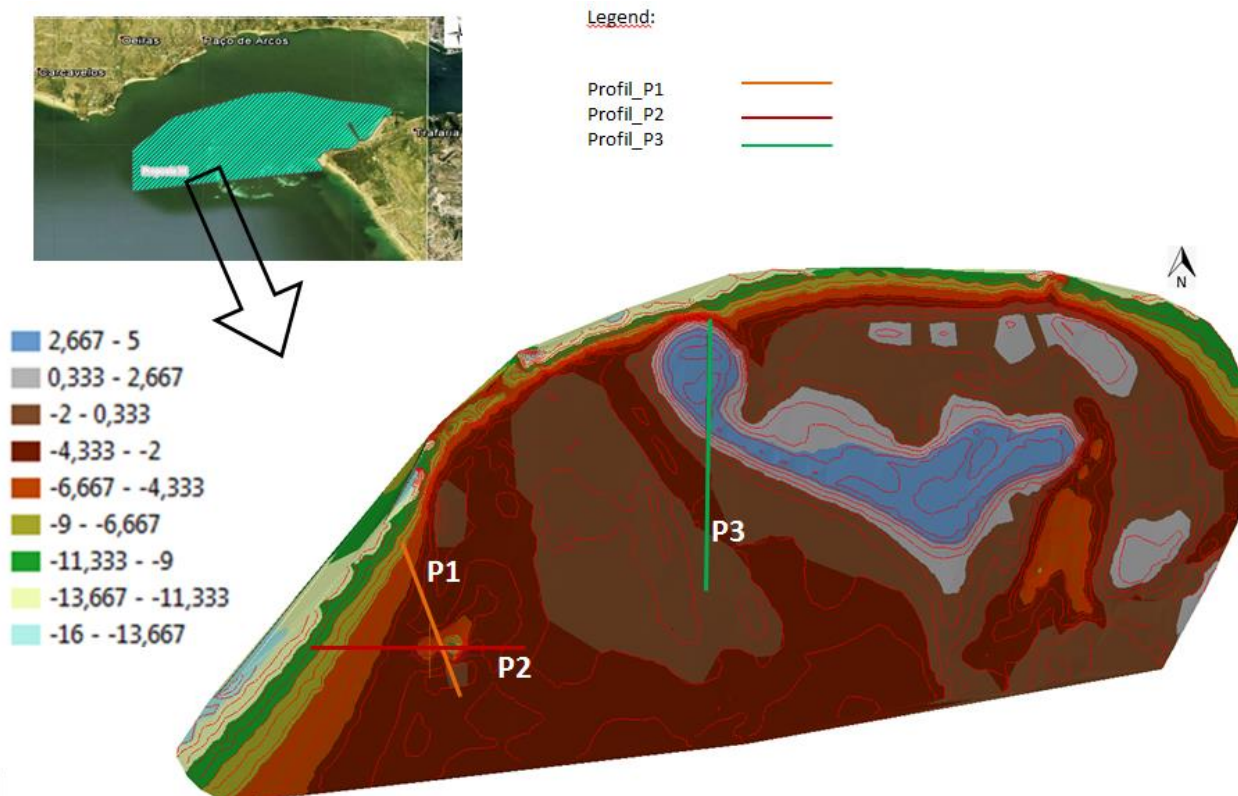 Legend:
Profil_P1
Profil_P2
Profil_P3
Oeiras
Paço de Arcos
Carcavelos
Trafaria
N
2,667 - 5
0,333 - 2,667
-2 - 0,333
-4,333 - -2
-6,667 - -4,333
-9 - -6,667
-11,333 - -9
-13,667 - -11,333
-16 - -13,667
P1
P2
P3